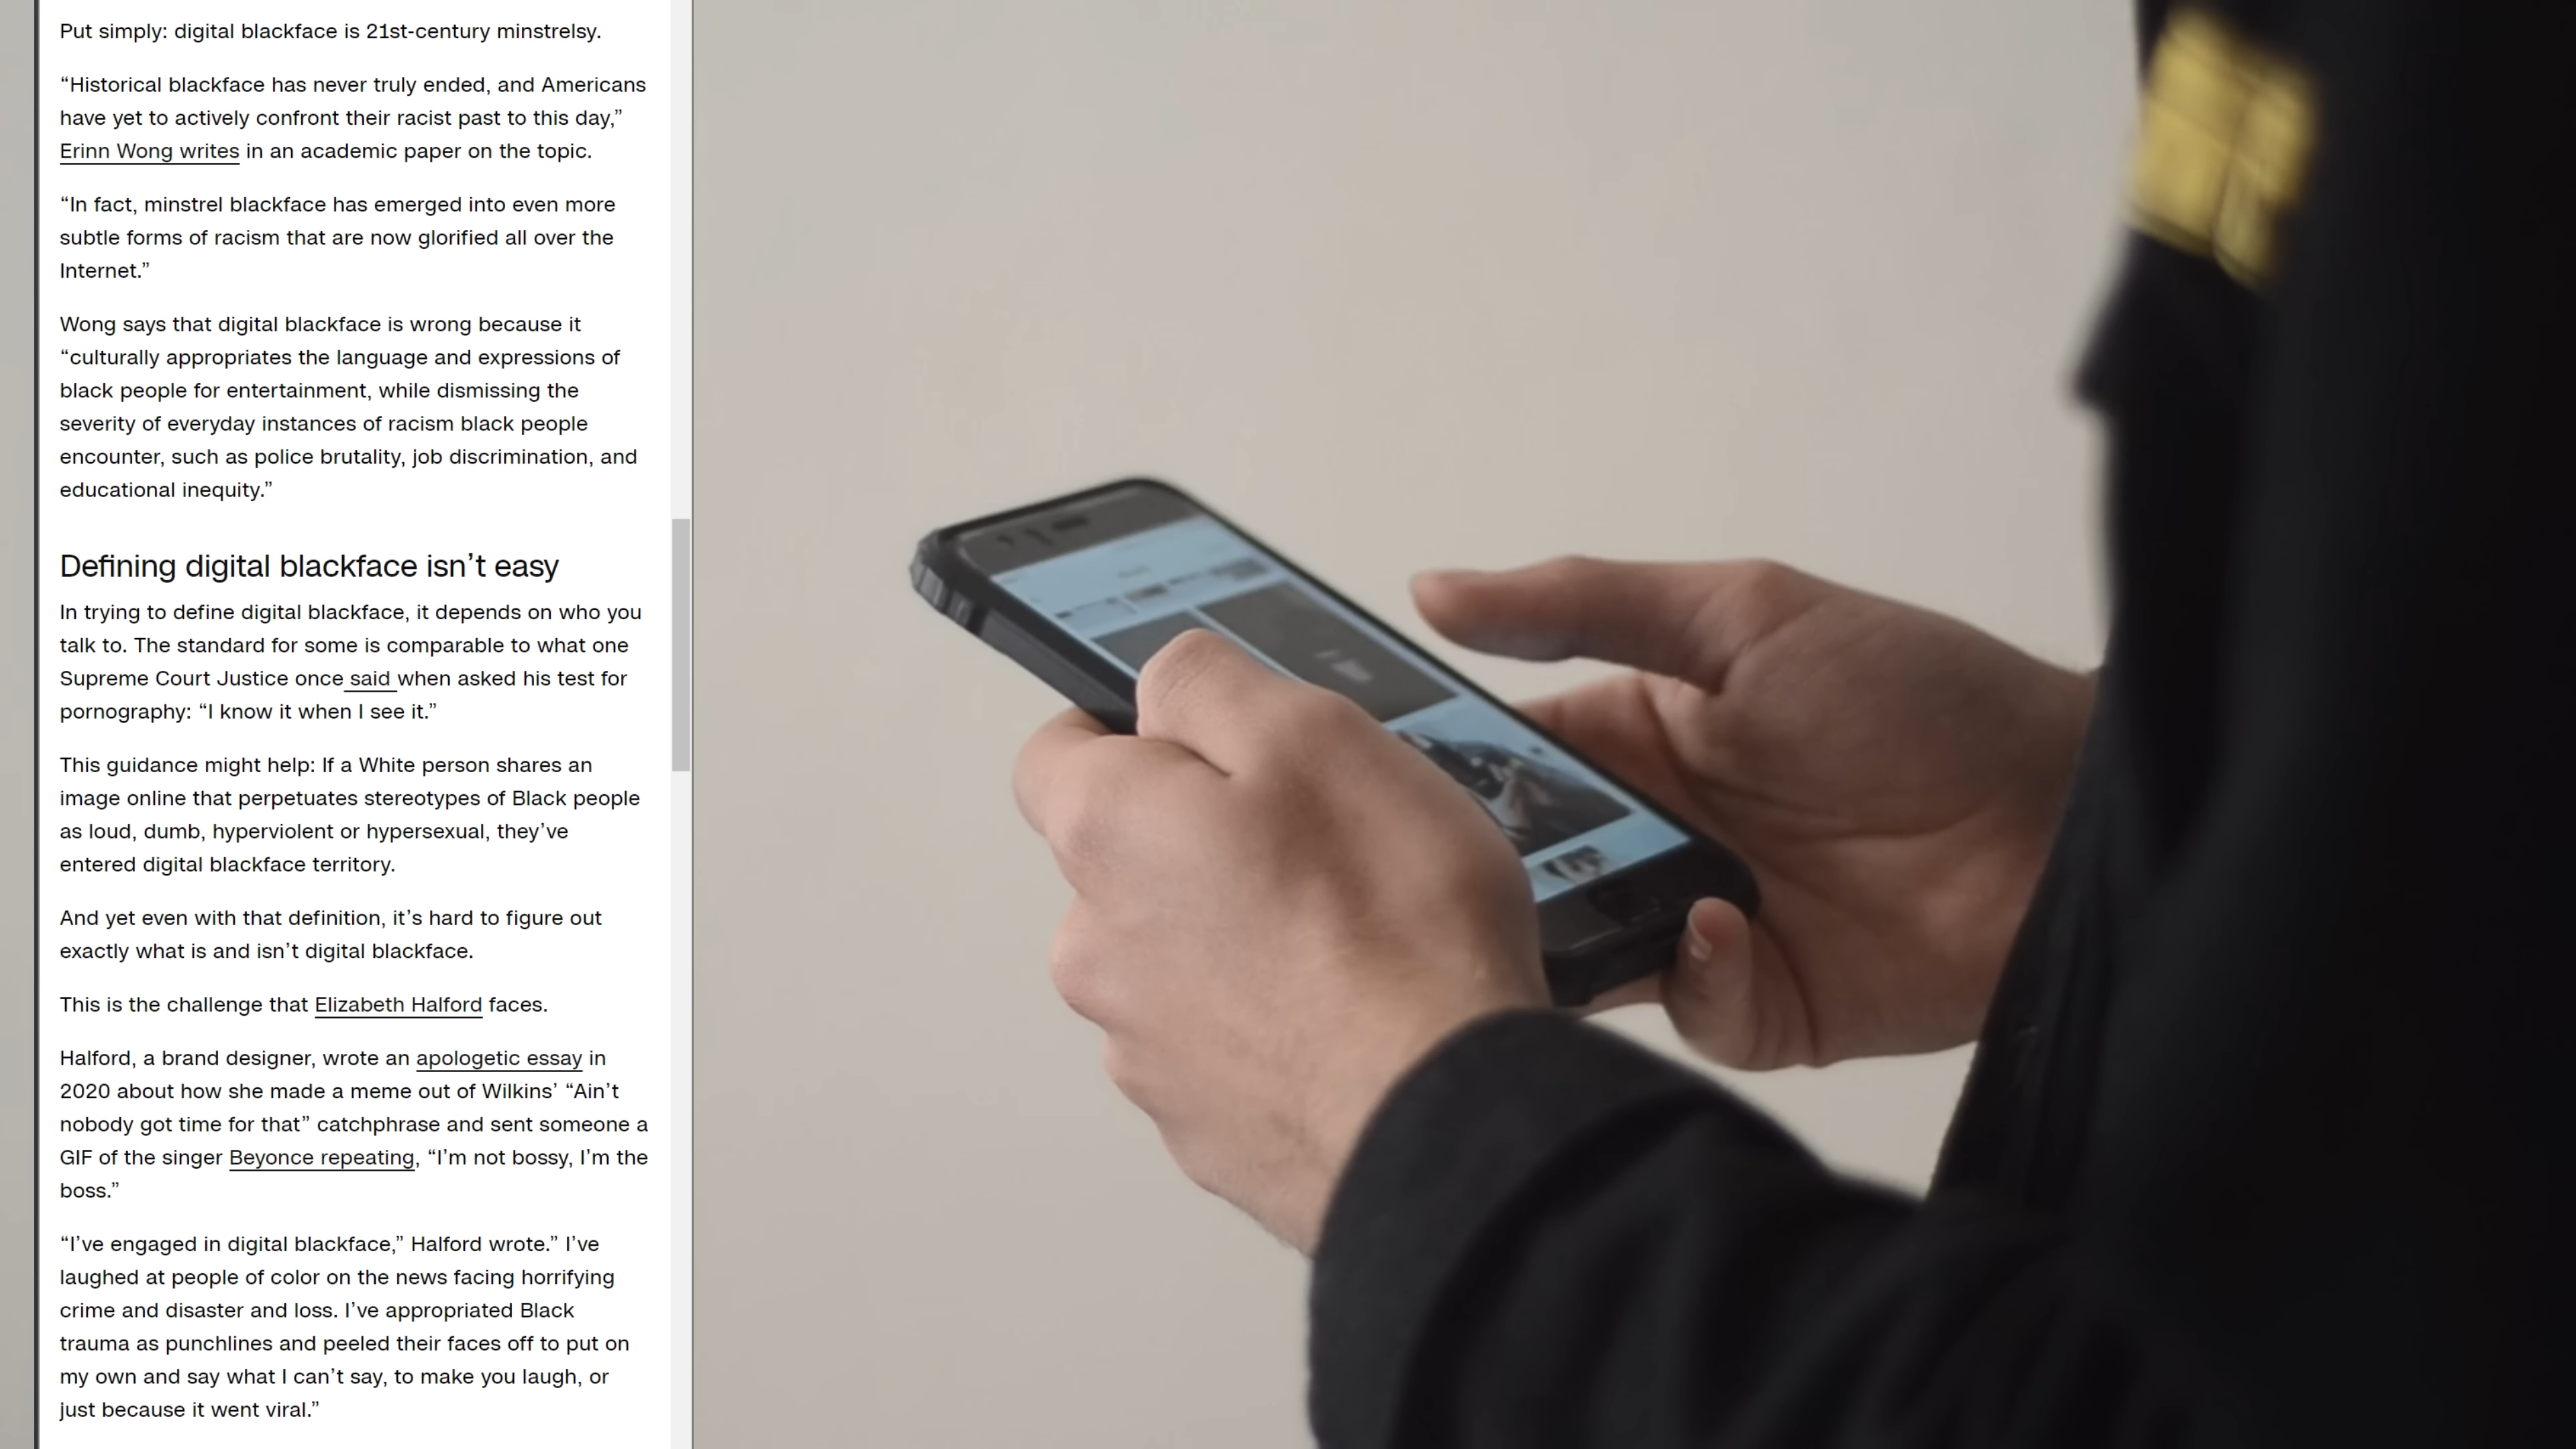 Put simply: digital blackface is 21st-century minstrelsy.
“Historical blackface has never truly ended, and Americans
have yet to actively confront their racist past to this day,”
Erinn Wong writes in an academic paper on the topic.
“In fact, minstrel blackface has emerged into even more
subtle forms of racism that are now glorified all over the
Internet.”
Wong says that digital blackface is wrong because it
“culturally appropriates the language and expressions of
black people for entertainment, while dismissing the
severity of everyday instances of racism black people
encounter, such as police brutality, job discrimination, and
educational inequity.”
Defining digital blackface isn’t easy
In trying to define digital blackface, it depends on who you
talk to. The standard for some is comparable to what one
Supreme Court Justice once said when asked his test for
pornography: “I know it when I see it.”
This guidance might help: If a White person shares an
image online that perpetuates stereotypes of Black people
as loud, dumb, hyperviolent or hypersexual, they’ve
entered digital blackface territory.
And yet even with that definition, it’s hard to figure out
exactly what is and isn’t digital blackface.
This is the challenge that Elizabeth Halford faces.
Halford, a brand designer, wrote an apologetic essay in
2020 about how she made a meme out of Wilkins’ “Ain’t
nobody got time for that” catchphrase and sent someone a
GIF of the singer Beyonce repeating, “I’m not bossy, I’m the
boss.”
“I’ve engaged in digital blackface,” Halford wrote.” I’ve
laughed at people of color on the news facing horrifying
crime and disaster and loss. I’ve appropriated Black
trauma as punchlines and peeled their faces off to put on
my own and say what I can’t say, to make you laugh, or
just because it went viral.”